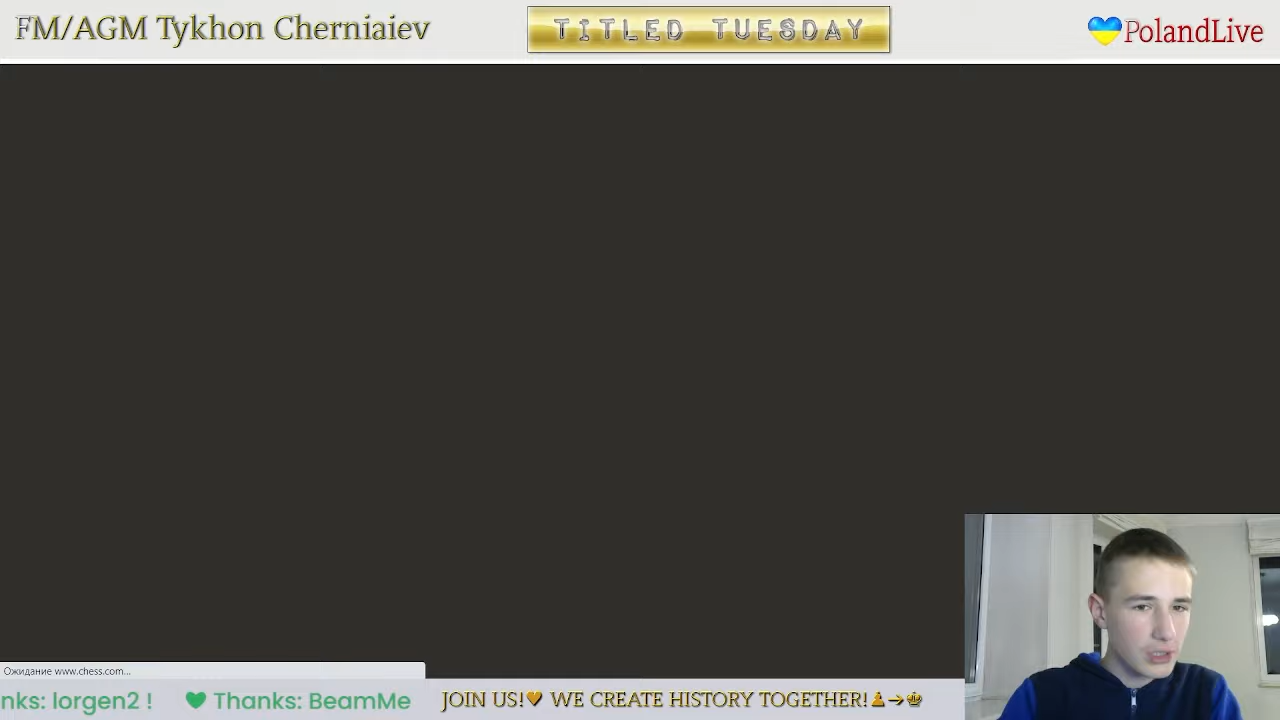 FM/AGM Tykhon Cherniaiev
TITLED TUESDAY
PolandLive
Ожидание www.chess.com...
nks: lorgen2 !
Thanks: BeamMe
JOIN US! WE CREATE HISTORY TOGETHER!